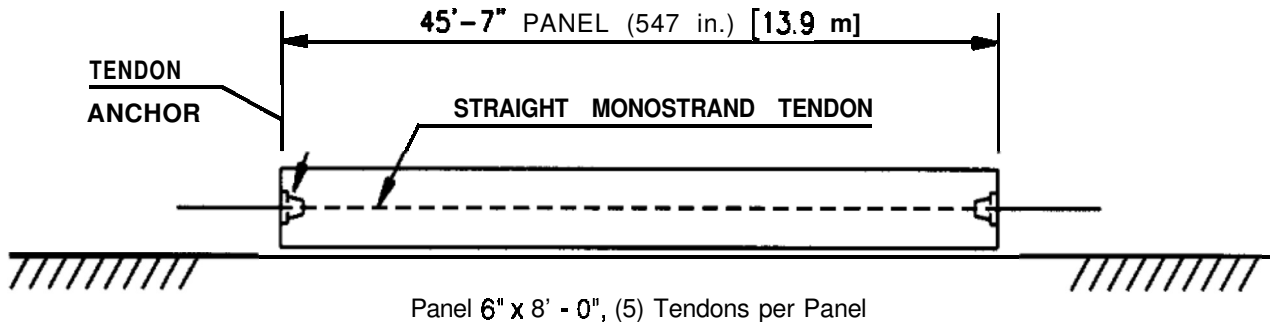 45'-7" PANEL (547 in.) [13.9 m]
TENDON
ANCHOR
STRAIGHT MONOSTRAND TENDON
Panel 6" x 8' - 0", (5) Tendons per Panel